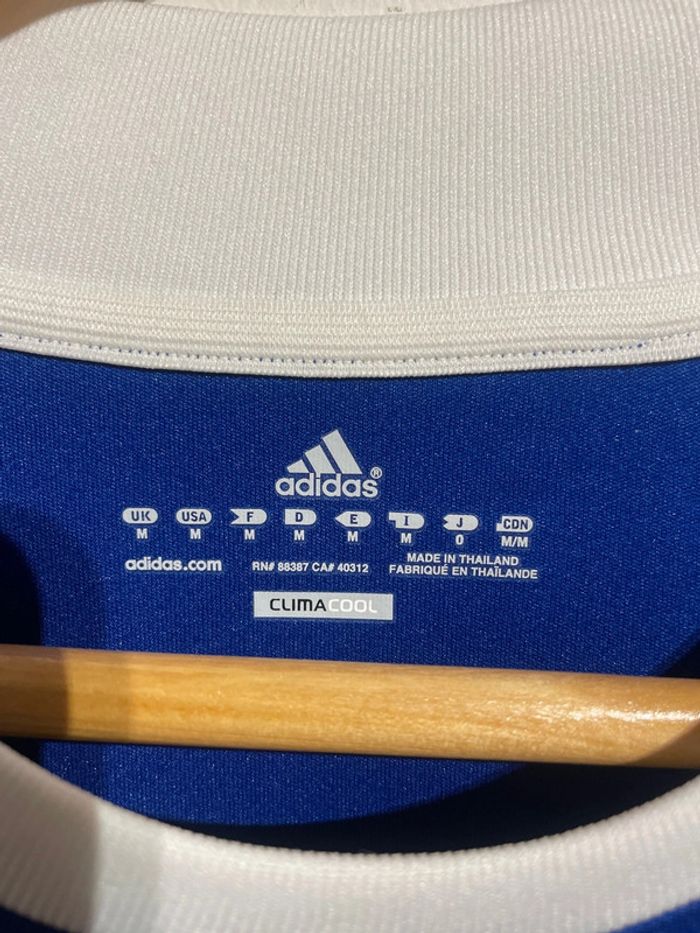 adidas®
UK USA F D E I J CDN
M M M M M M O M/M
adidas.com RN# 88387 CA# 40312 MADE IN THAILAND
FABRIQUÉ EN THAÏLANDE
CLIMACOOL